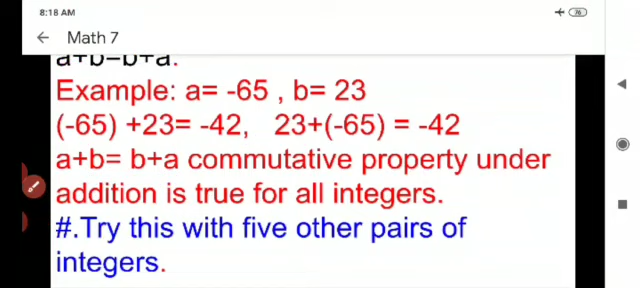 8:18 AM
76
Math 7
a+b=b+a.
Example: a= -65 , b= 23
(-65) +23= -42, 23+(-65) = -42
a+b= b+a commutative property under
addition is true for all integers.
#.Try this with five other pairs of
integers.